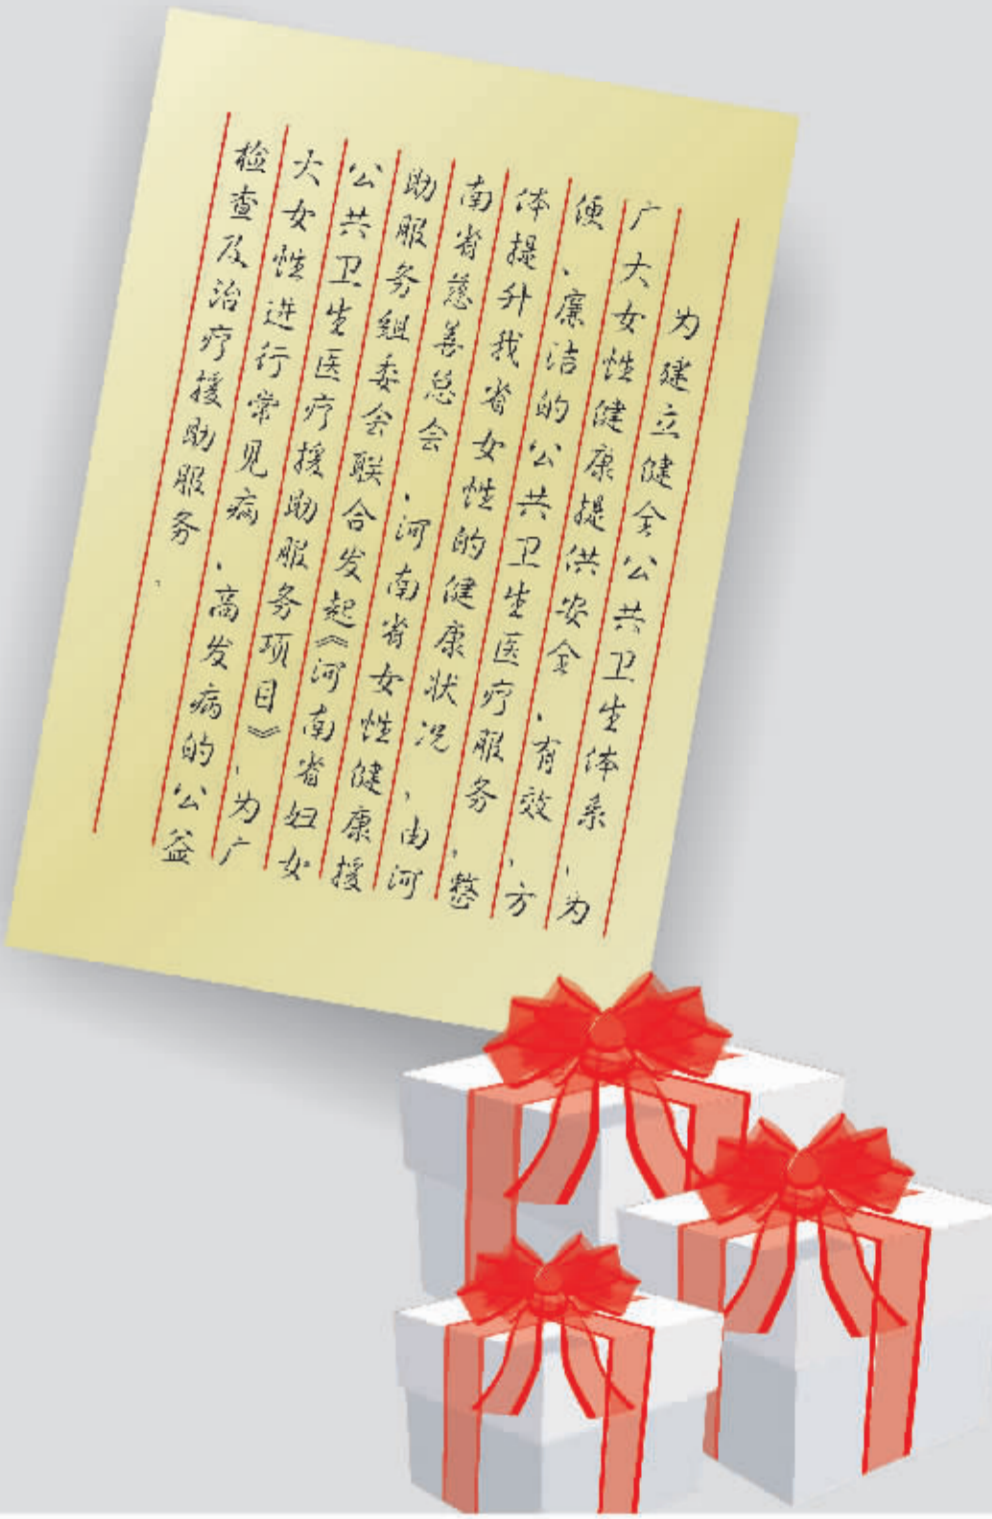 为建立健全公共卫生体系、为
广大女性健康提供安全、有效、方
便、廉洁的公共卫生医疗服务，整
体提升我省女性的健康状况，由河
南省慈善总会、河南省女性健康援
助服务组委会联合发起《河南省妇女
公共卫生医疗援助服务项目》，为广
大女性进行常见病、高发病的公益
检查及治疗援助服务。